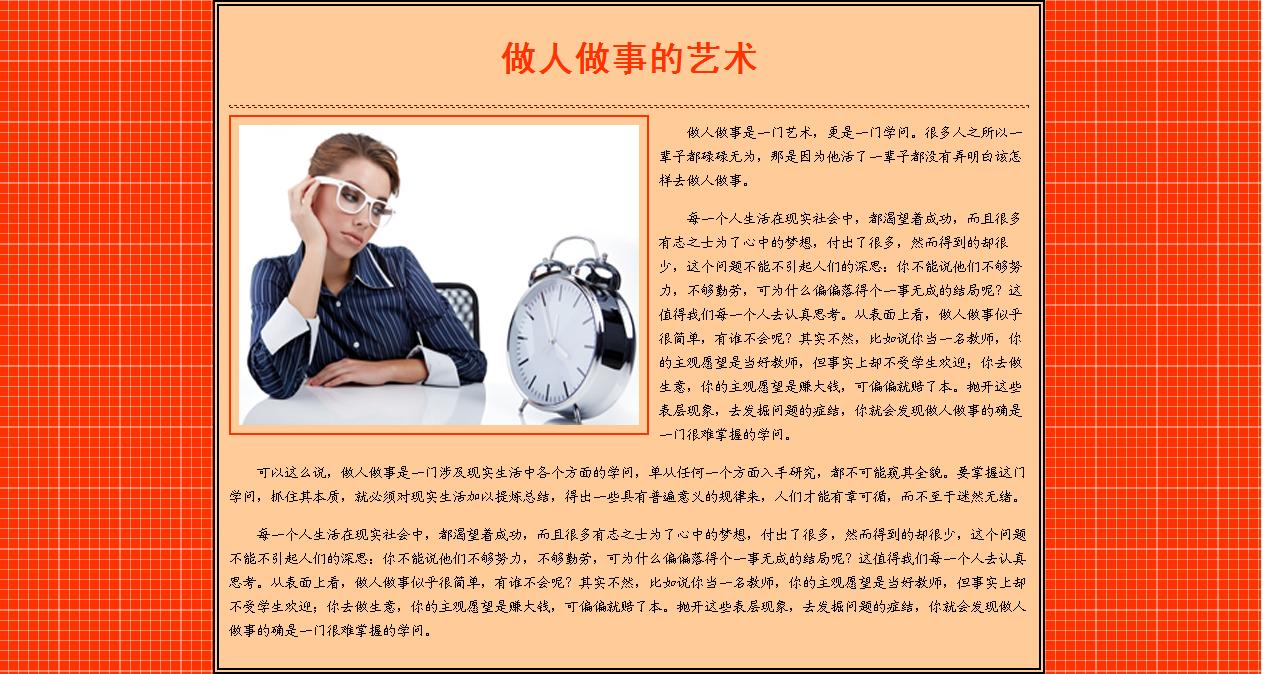 做人做事的艺术
做人做事是一门艺术，更是一门学问。很多人之所以一
辈子都碌碌无为，那是因为他活了一辈子都没有弄明白该怎
样去做人做事。
每一个人生活在现实社会中，都渴望着成功，而且很多
有志之士为了心中的梦想，付出了很多，然而得到的却很
少，这个问题不能不引起人们的深思：你不能说他们不够努
力，不够勤劳，可为什么偏偏落得个一事无成的结局呢？这
值得我们每一个人去认真思考。从表面上看，做人做事似乎
很简单，有谁不会呢？其实不然，比如说你当一名教师，你
的主观愿望是当好教师，但事实上却不受学生欢迎；你去做
生意，你的主观愿望是赚大钱，可偏偏就赔了本。抛开这些
表层现象，去发掘问题的症结，你就会发现做人做事的确是
一门很难掌握的学问。
可以这么说，做人做事是一门涉及现实生活中各个方面的学问，单从任何一个方面入手研究，都不可能窥其全貌。要掌握这门
学问，抓住其本质，就必须对现实生活加以提炼总结，得出一些具有普遍意义的规律来，人们才能有章可循，而不至于迷然无绪。
每一个人生活在现实社会中，都渴望着成功，而且很多有志之士为了心中的梦想，付出了很多，然而得到的却很少，这个问题
不能不引起人们的深思：你不能说他们不够努力，不够勤劳，可为什么偏偏落得个一事无成的结局呢？这值得我们每一个人去认真
思考。从表面上看，做人做事似乎很简单，有谁不会呢？其实不然，比如说你当一名教师，你的主观愿望是当好教师，但事实上却
不受学生欢迎；你去做生意，你的主观愿望是赚大钱，可偏偏就赔了本。抛开这些表层现象，去发掘问题的症结，你就会发现做人
做事的确是一门很难掌握的学问。